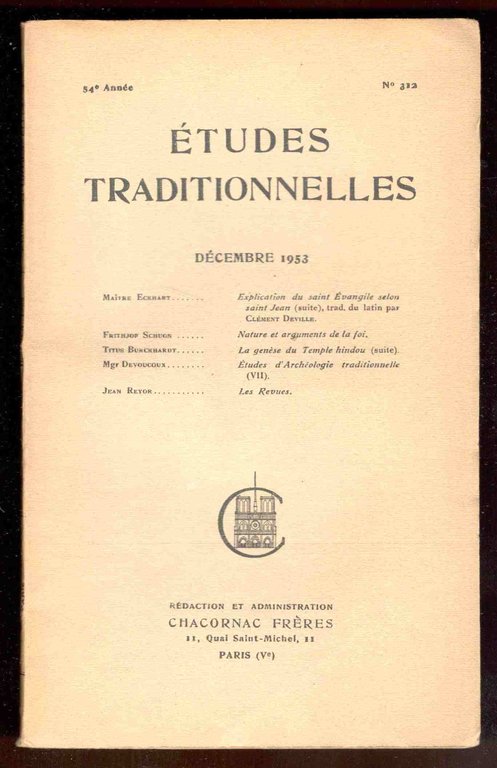 54e Année Nº 312
ÉTUDES
TRADITIONNELLES
DÉCEMBRE 1953
MAÎTRE ECKHART....... Explication du saint Évangile selon
saint Jean (suite), trad. du latin par
CLÉMENT DEVILLE.
FRITHJOF SCHUON ...... Nature et arguments de la foi.
TITUS BURCKHARDT...... La genèse du Temple hindou (suite).
Mgr DEVOUCOUX........ Études d'Archéologie traditionnelle
(VII).
JEAN REYOR........... Les Revues.
C
RÉDACTION ET ADMINISTRATION
CHACORNAC FRÈRES
11, Quai Saint-Michel, 11
PARIS (Ve)